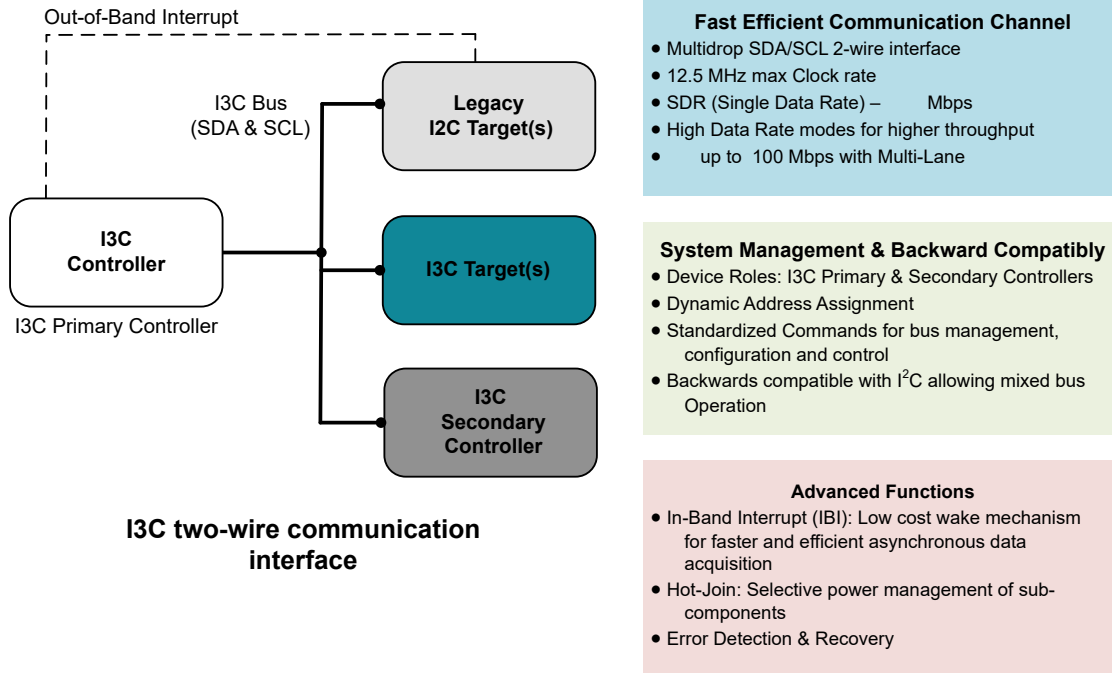 Out-of-Band Interrupt
I3C Bus
(SDA & SCL)
Legacy
I2C Target(s)
I3C
Controller
I3C Primary Controller
I3C Target(s)
I3C
Secondary
Controller
I3C two-wire communication
interface
Fast Efficient Communication Channel
• Multidrop SDA/SCL 2-wire interface
• 12.5 MHz max Clock rate
• SDR (Single Data Rate) – Mbps
• High Data Rate modes for higher throughput
• up to 100 Mbps with Multi-Lane
System Management & Backward Compatibly
• Device Roles: I3C Primary & Secondary Controllers
• Dynamic Address Assignment
• Standardized Commands for bus management,
configuration and control
• Backwards compatible with I²C allowing mixed bus
Operation
Advanced Functions
• In-Band Interrupt (IBI): Low cost wake mechanism
for faster and efficient asynchronous data
acquisition
• Hot-Join: Selective power management of sub-
components
• Error Detection & Recovery